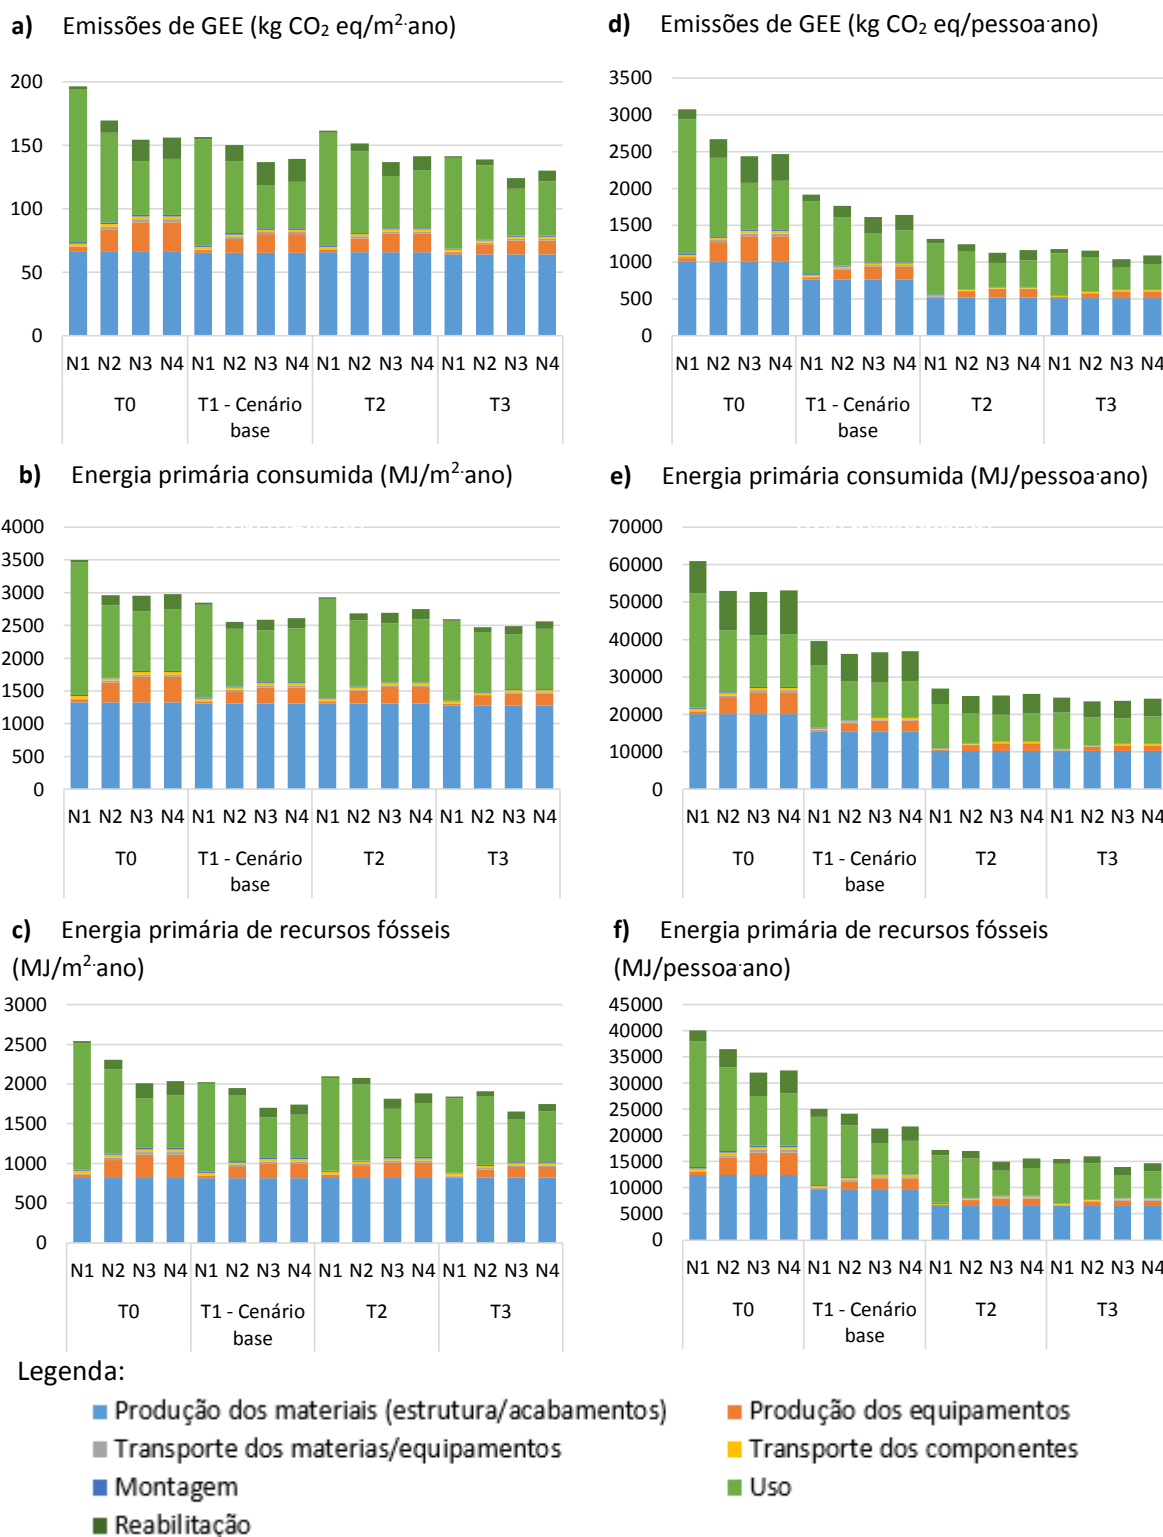 a) Emissões de GEE (kg CO₂ eq/m²·ano)
200
150
100
50
0
N1 N2 N3 N4 N1 N2 N3 N4 N1 N2 N3 N4 N1 N2 N3 N4
T0 T1 - Cenário base T2 T3
d) Emissões de GEE (kg CO₂ eq/pessoa·ano)
3500
3000
2500
2000
1500
1000
500
0
N1 N2 N3 N4 N1 N2 N3 N4 N1 N2 N3 N4 N1 N2 N3 N4
T0 T1 - Cenário base T2 T3
b) Energia primária consumida (MJ/m²·ano)
4000
3500
3000
2500
2000
1500
1000
500
0
N1 N2 N3 N4 N1 N2 N3 N4 N1 N2 N3 N4 N1 N2 N3 N4
T0 T1 - Cenário base T2 T3
e) Energia primária consumida (MJ/pessoa·ano)
70000
60000
50000
40000
30000
20000
10000
0
N1 N2 N3 N4 N1 N2 N3 N4 N1 N2 N3 N4 N1 N2 N3 N4
T0 T1 - Cenário base T2 T3
c) Energia primária de recursos fósseis
(MJ/m²·ano)
3000
2500
2000
1500
1000
500
0
N1 N2 N3 N4 N1 N2 N3 N4 N1 N2 N3 N4 N1 N2 N3 N4
T0 T1 - Cenário base T2 T3
f) Energia primária de recursos fósseis
(MJ/pessoa·ano)
45000
40000
35000
30000
25000
20000
15000
10000
5000
0
N1 N2 N3 N4 N1 N2 N3 N4 N1 N2 N3 N4 N1 N2 N3 N4
T0 T1 - Cenário base T2 T3
Legenda:
Produção dos materiais (estrutura/acabamentos) Produção dos equipamentos
Transporte dos materias/equipamentos Transporte dos componentes
Montagem Uso
Reabilitação